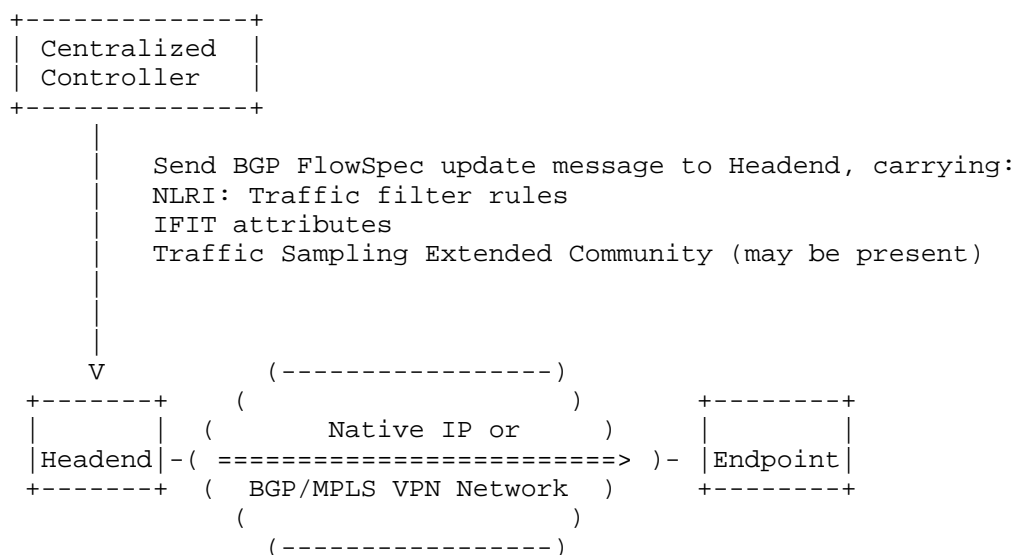 Centralized
Controller
Send BGP FlowSpec update message to Headend, carrying:
NLRI: Traffic filter rules
IFIT attributes
Traffic Sampling Extended Community (may be present)
V
Native IP or
Headend
Endpoint
BGP/MPLS VPN Network